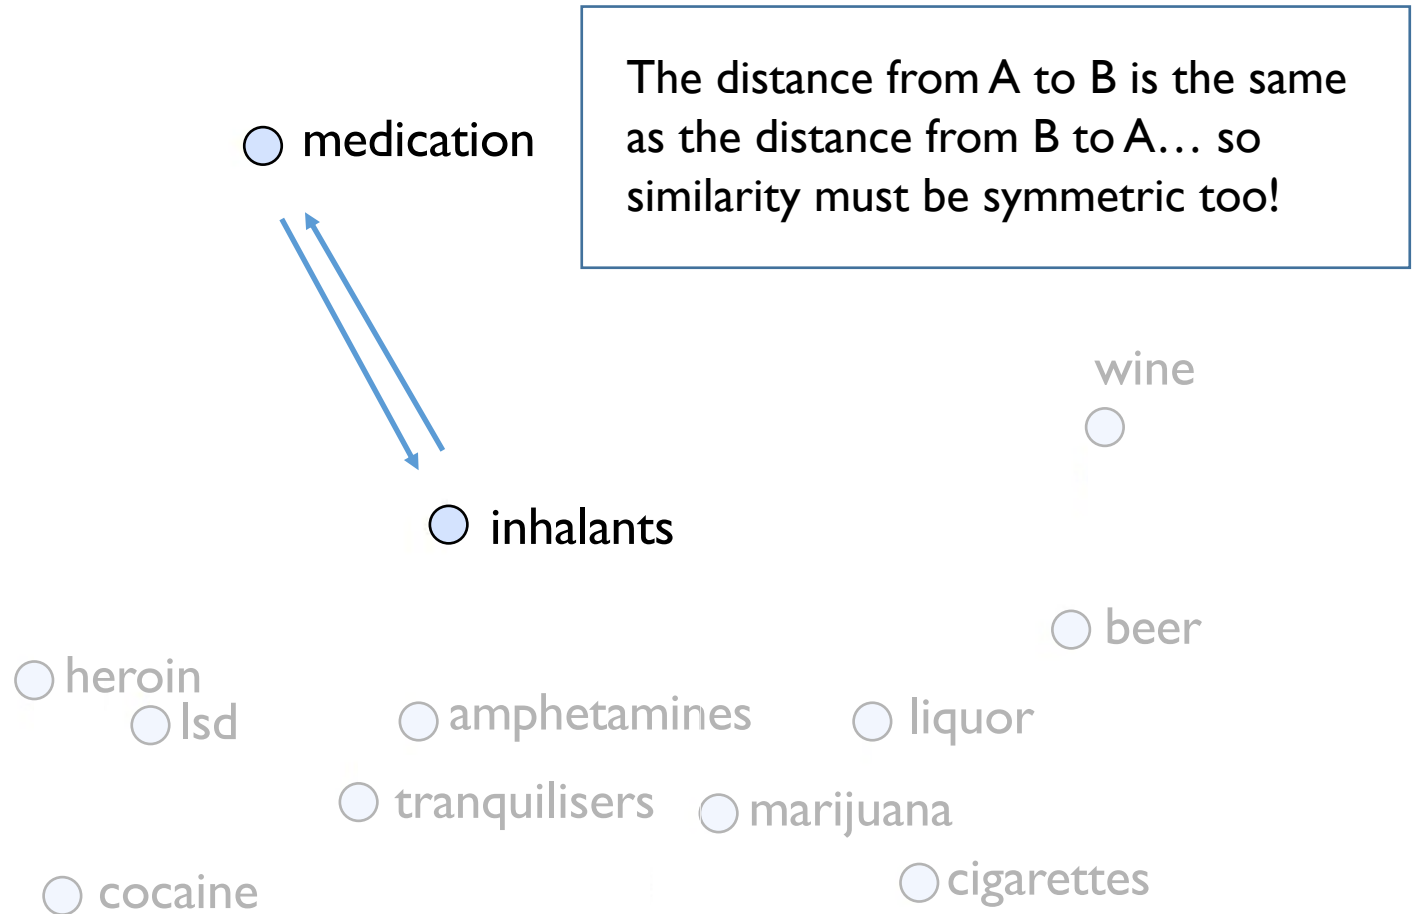 The distance from A to B is the same
as the distance from B to A… so
similarity must be symmetric too!
medication
wine
inhalants
beer
heroin
lsd
amphetamines
liquor
tranquilisers
marijuana
cocaine
cigarettes